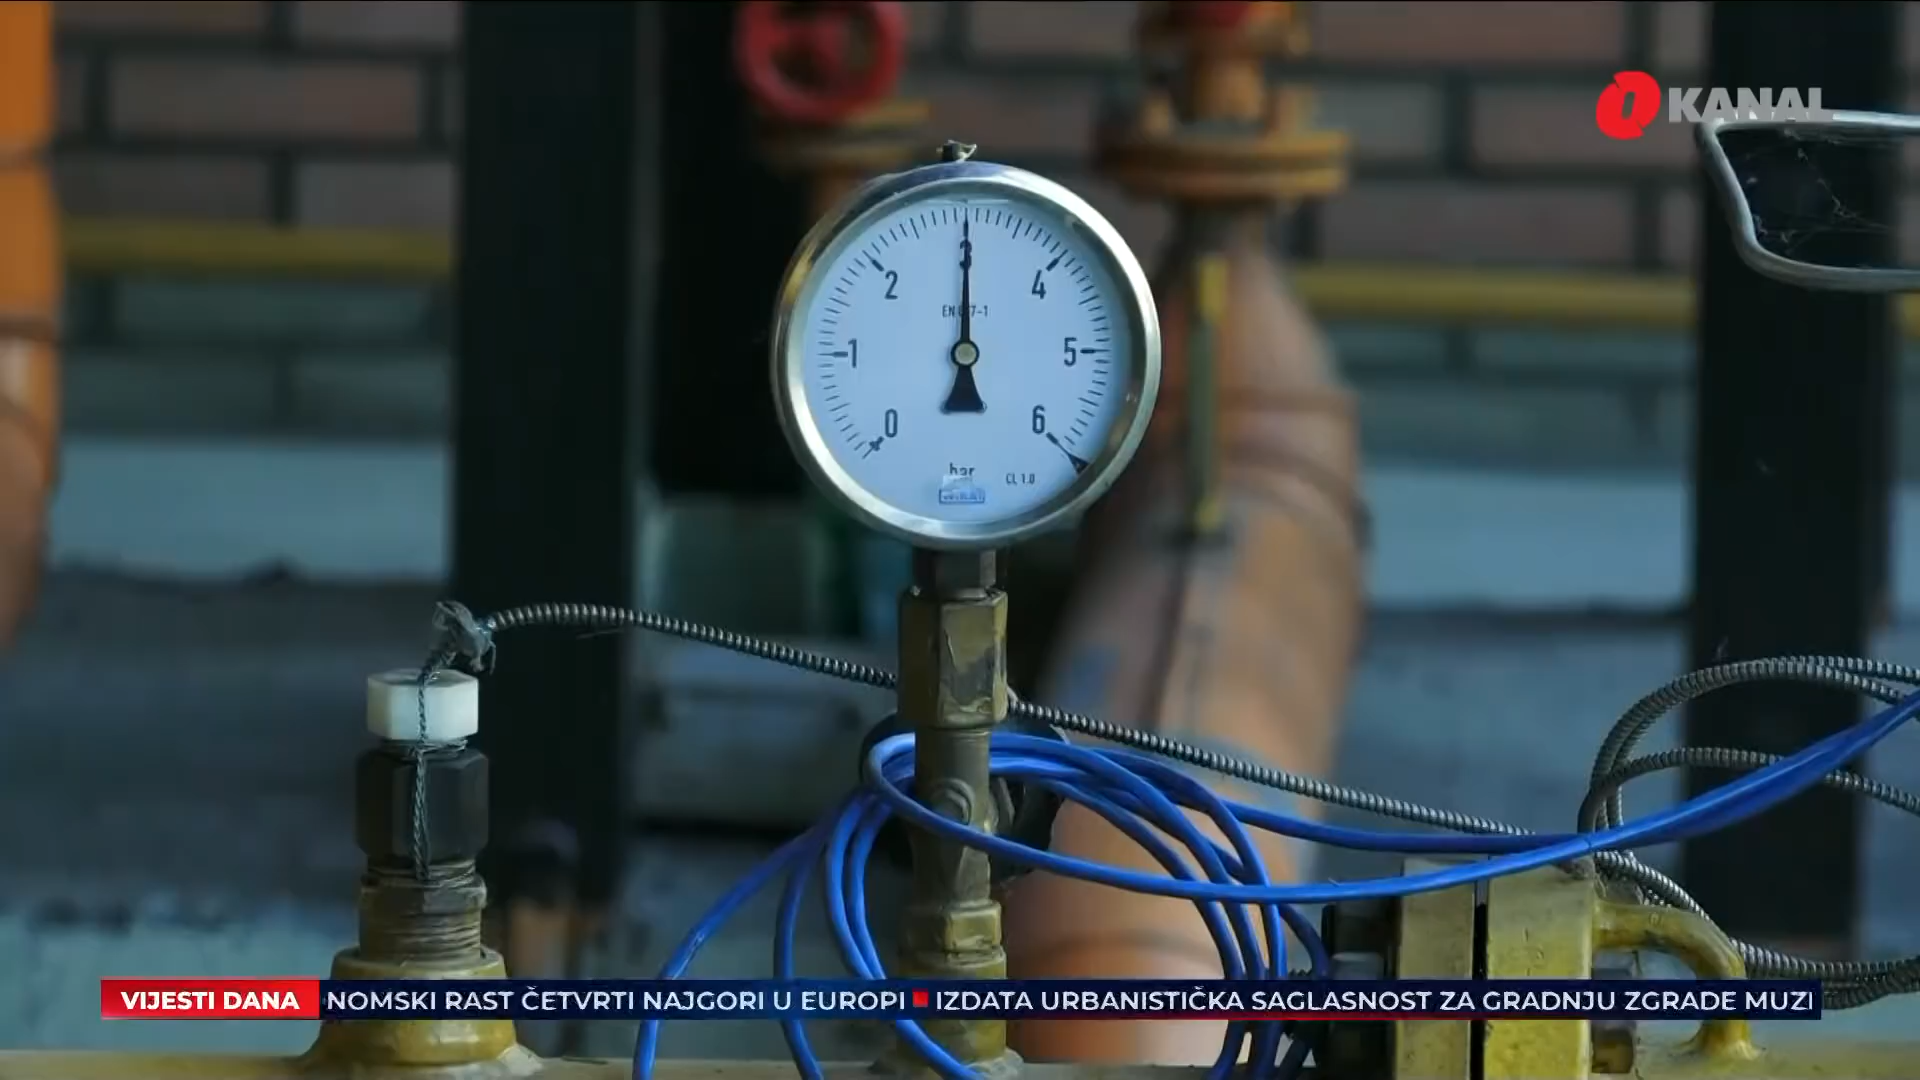 KANAL
3
2
4
EN 7-1
1
5
0
6
bar
CL 1.0
VIJESTI DANA
NOMSKI RAST ČETVRTI NAJGORI U EUROPI IZDATA URBANISTIČKA SAGLASNOST ZA GRADNJU ZGRADE MUZI